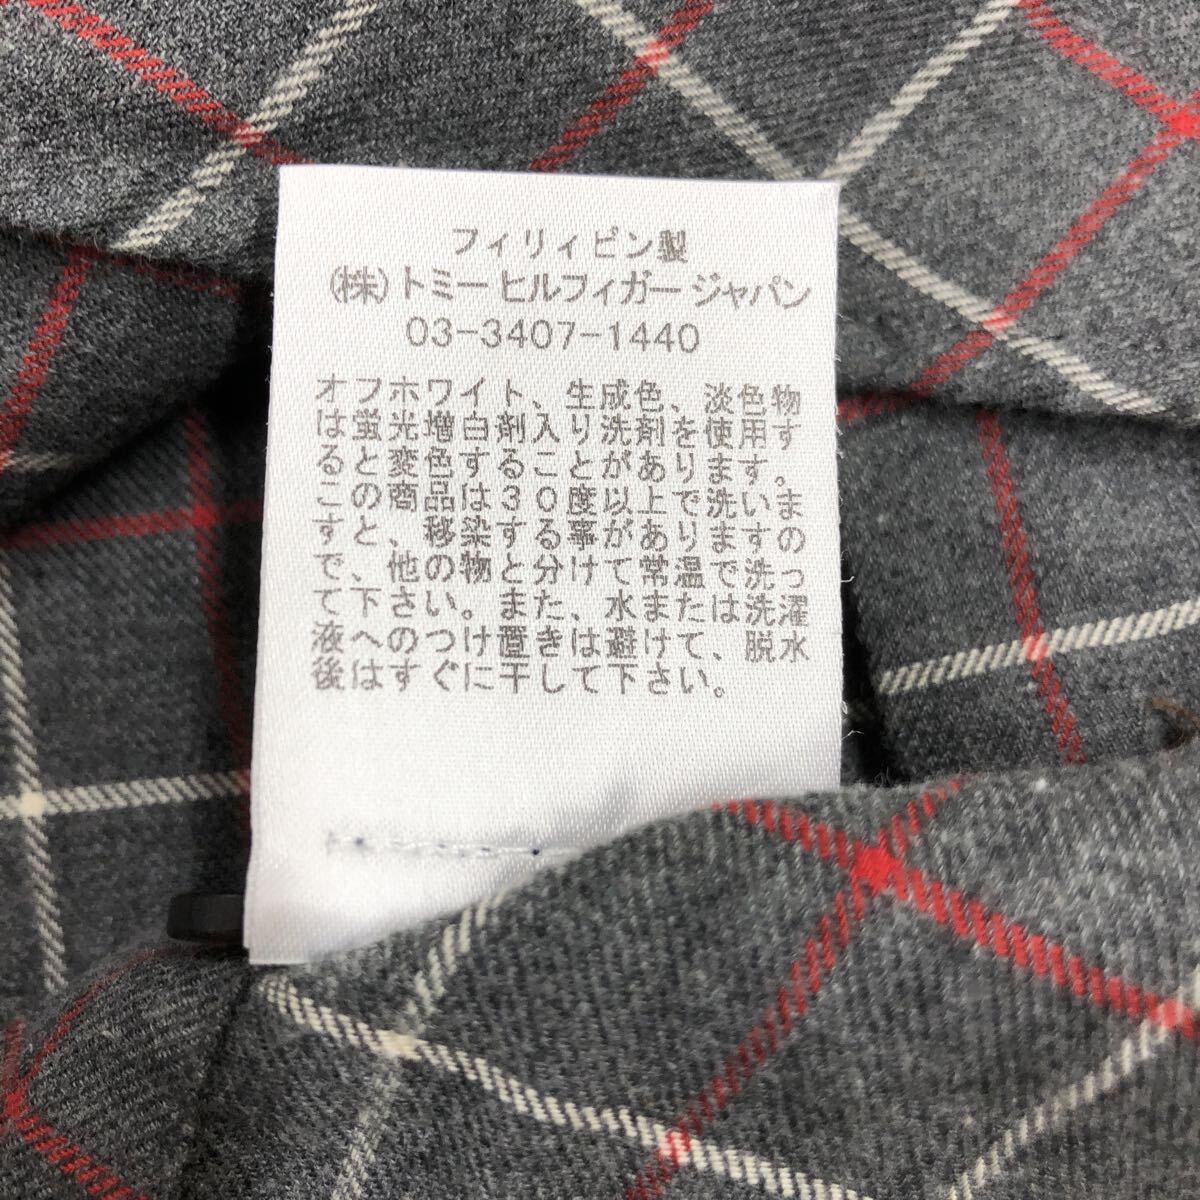 フィリィピン製
(株)トミーヒルフィガージャパン
03-3407-1440
オフホワイト、生成色、淡色物
は蛍光増白剤入り洗剤を使用す
ると変色することがあります。
この商品は30度以上で洗いま
すと、移染する事がありますの
で、他の物と分けて常温で洗っ
て下さい。また、水または洗濯
液へのつけ置きは避けて、脱水
後はすぐに干して下さい。